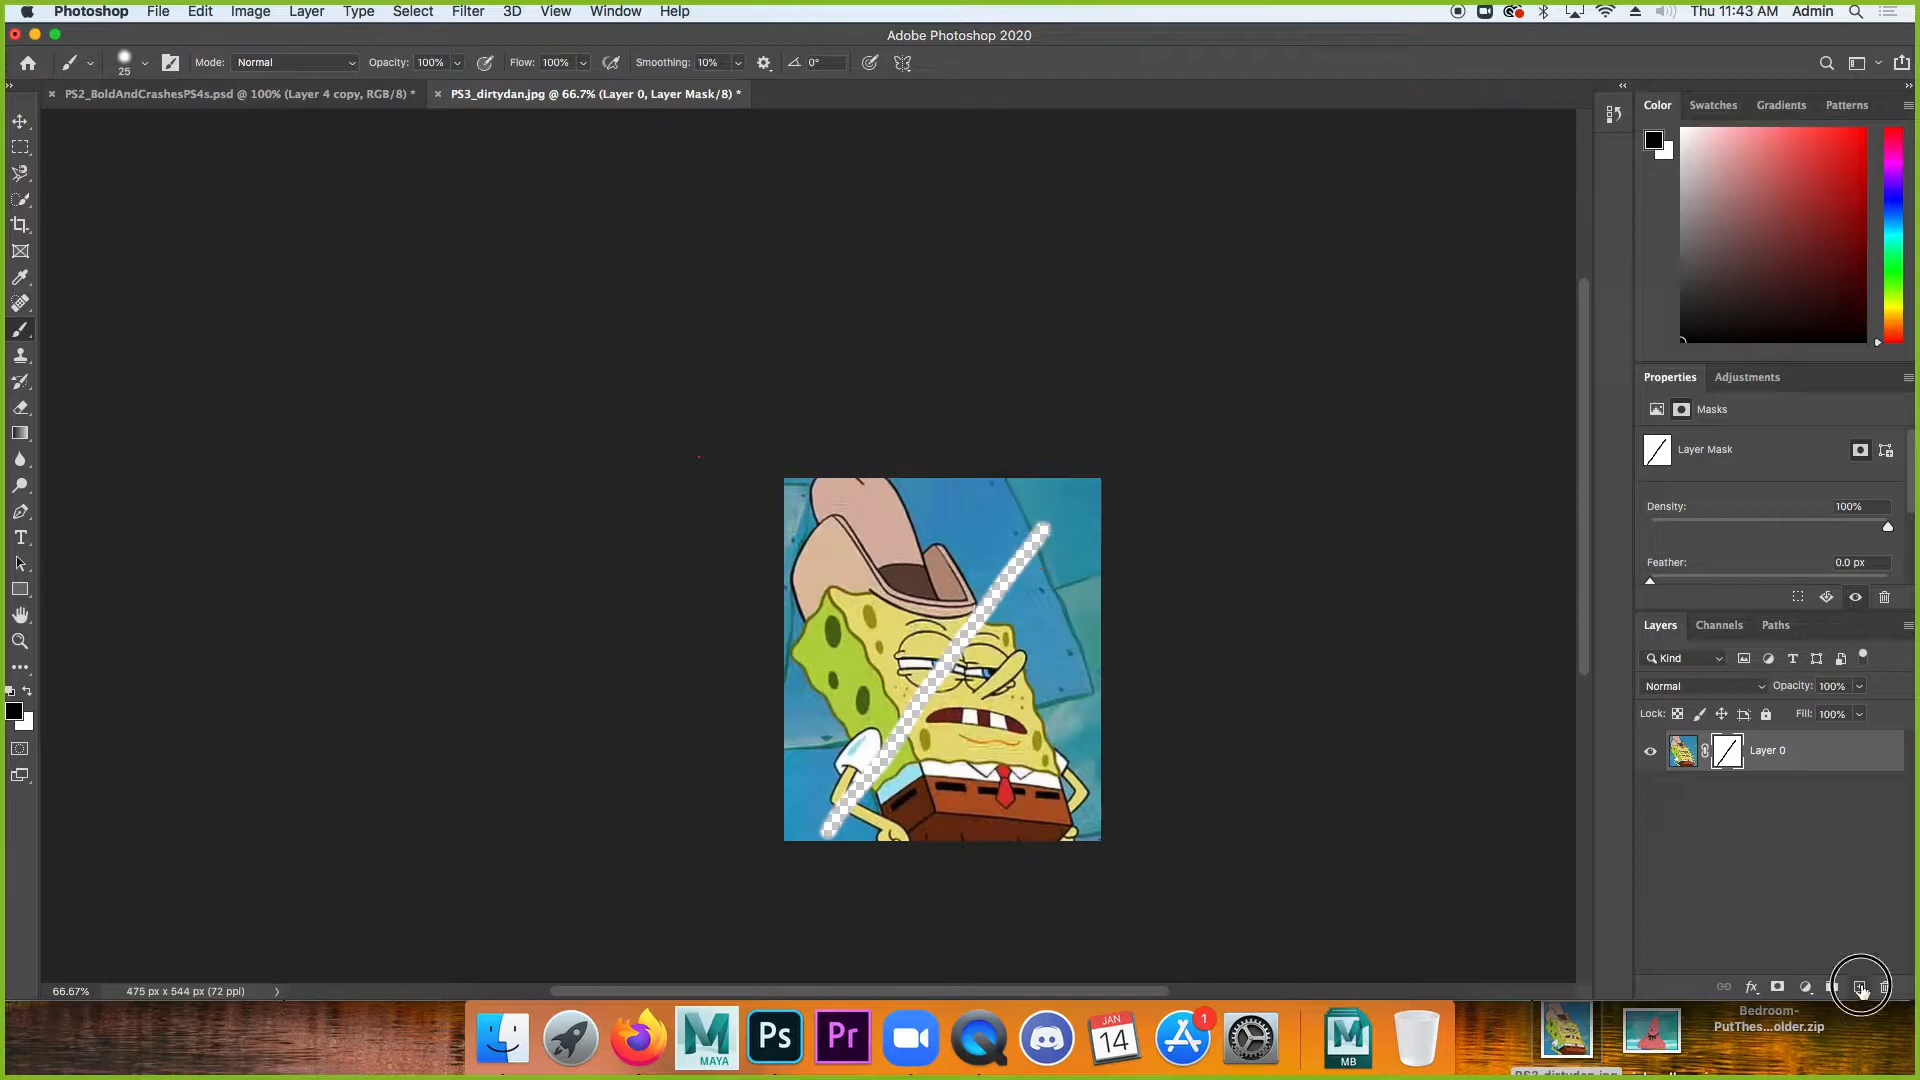 Photoshop File Edit Image Layer Type Select Filter 3D View Window Help Thu 11:43 AM Admin
Adobe Photoshop 2020
25 Mode: Normal Opacity: 100% Flow: 100% Smoothing: 10% 0°
PS2_BoldAndCrashesPS4s.psd @ 100% (Layer 4 copy, RGB/8) * PS3_dirtydan.jpg @ 66.7% (Layer 0, Layer Mask/8) *
Color Swatches Gradients Patterns
Properties Adjustments
Masks
Layer Mask
Density: 100%
Feather: 0.0 px
Layers Channels Paths
Kind
Normal Opacity: 100%
Lock: Fill: 100%
Layer 0
66.67% 475 px x 544 px (72 ppi)
fx
MAYA Ps Pr JAN 14 1 MB
Bedroom-
PutThes...older.zip
PS3_dirtydan.jpg